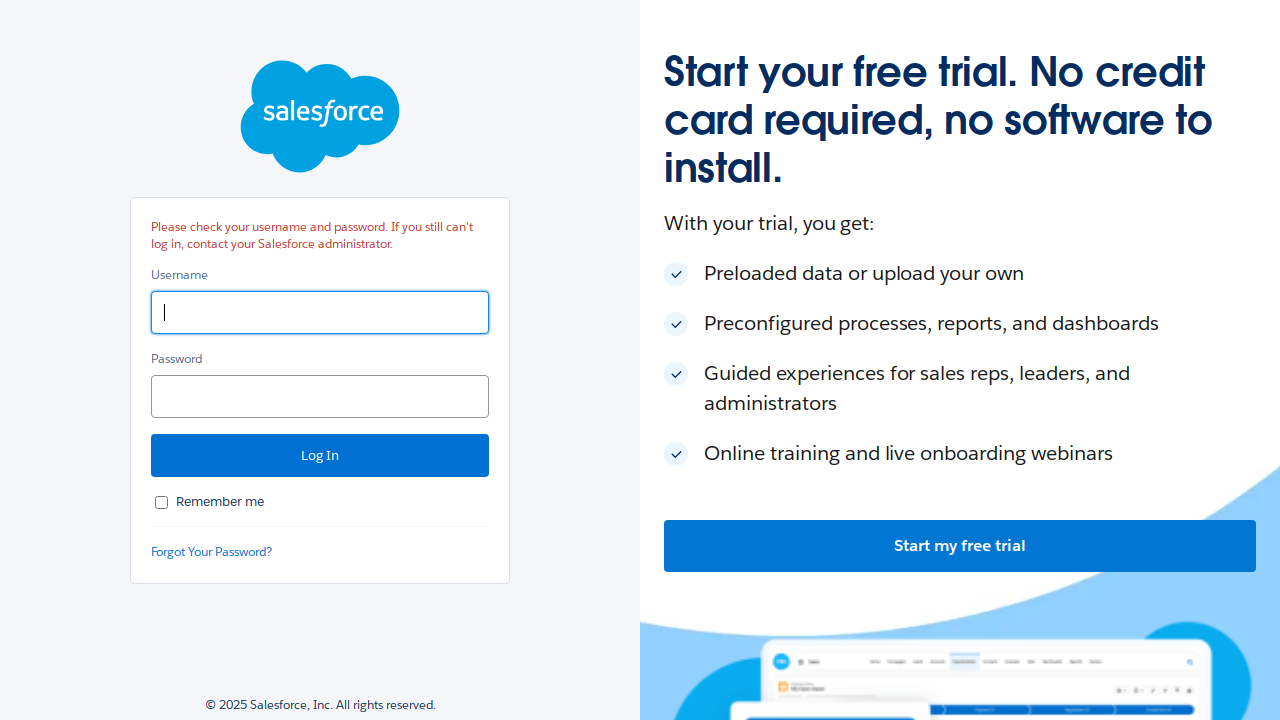 salesforce
Please check your username and password. If you still can't
log in, contact your Salesforce administrator.
Username
Password
Log In
Remember me
Forgot Your Password?
© 2025 Salesforce, Inc. All rights reserved.
Start your free trial. No credit
card required, no software to
install.
With your trial, you get:
Preloaded data or upload your own
Preconfigured processes, reports, and dashboards
Guided experiences for sales reps, leaders, and
administrators
Online training and live onboarding webinars
Start my free trial